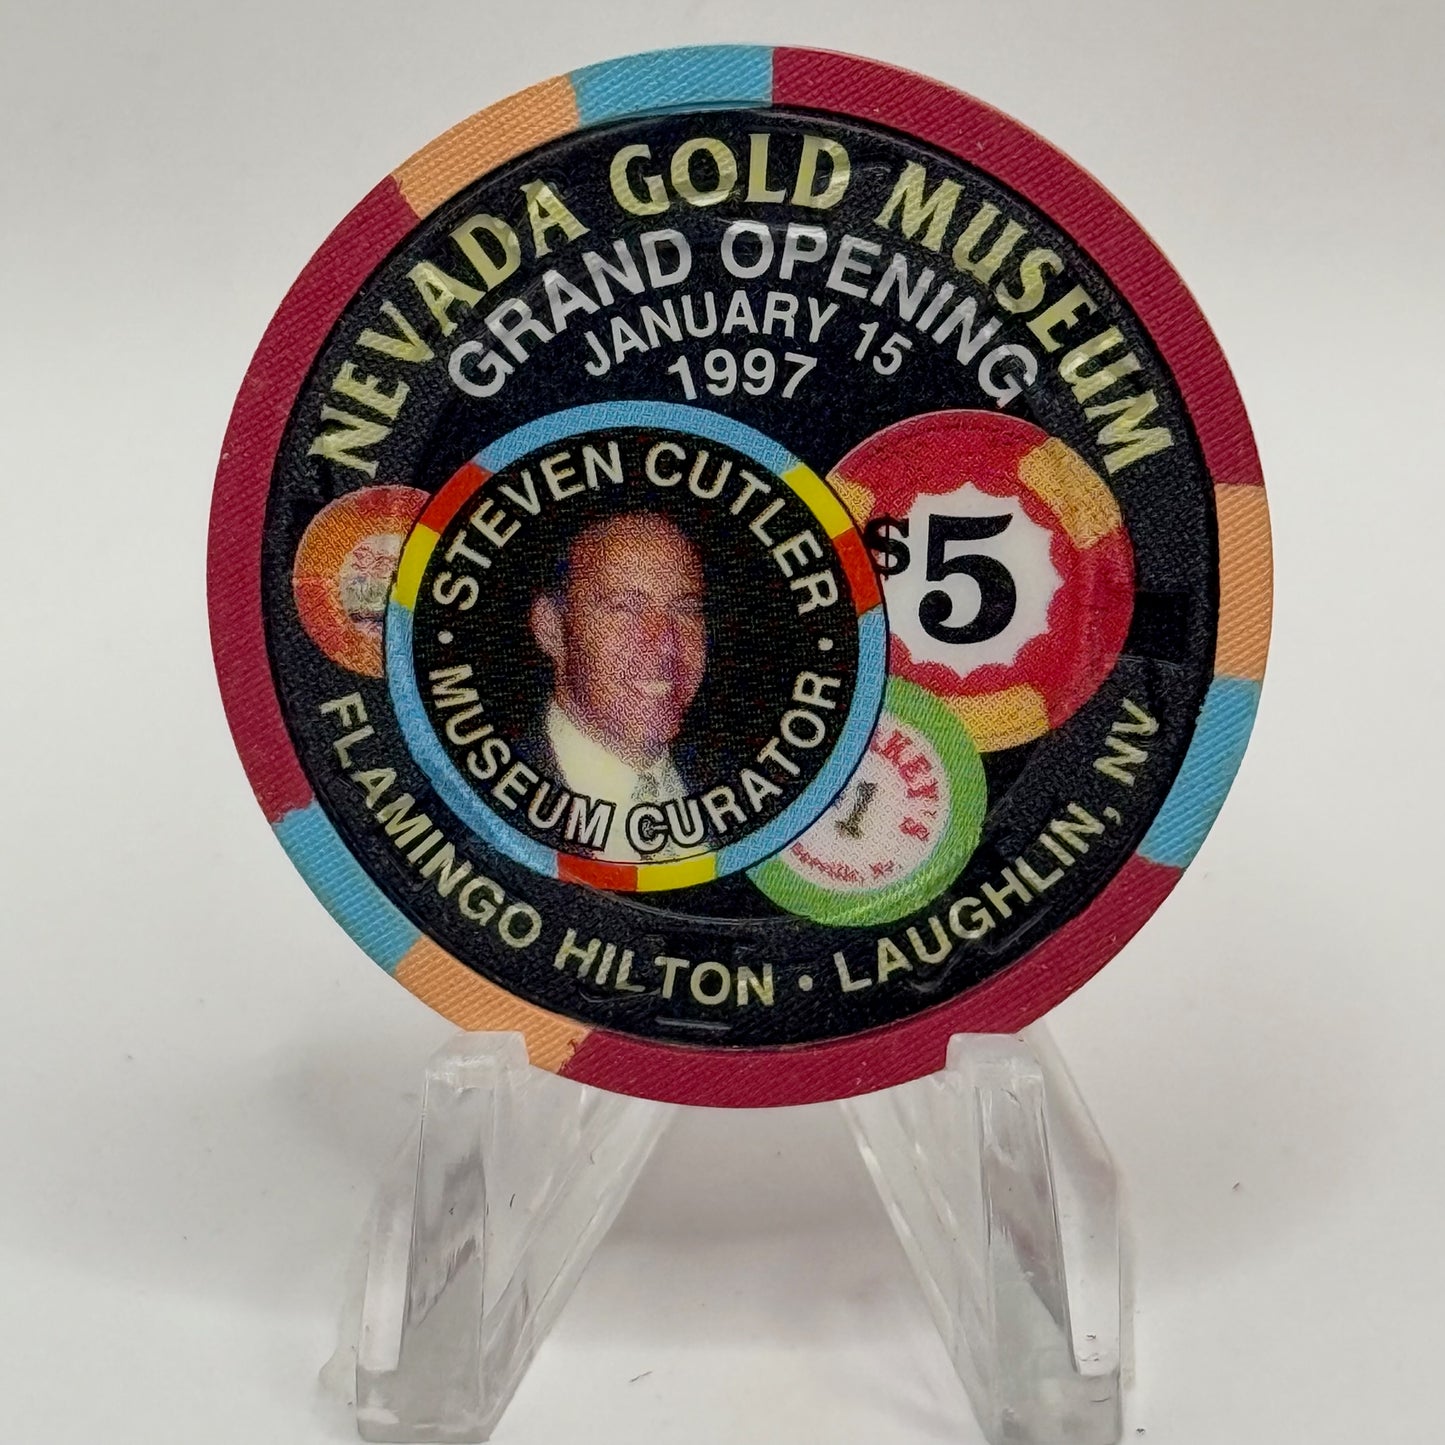 NEVADA GOLD MUSEUM
GRAND OPENING
JANUARY 15
1997
• STEVEN CUTLER •
MUSEUM CURATOR
$5
FLAMINGO HILTON • LAUGHLIN, NV